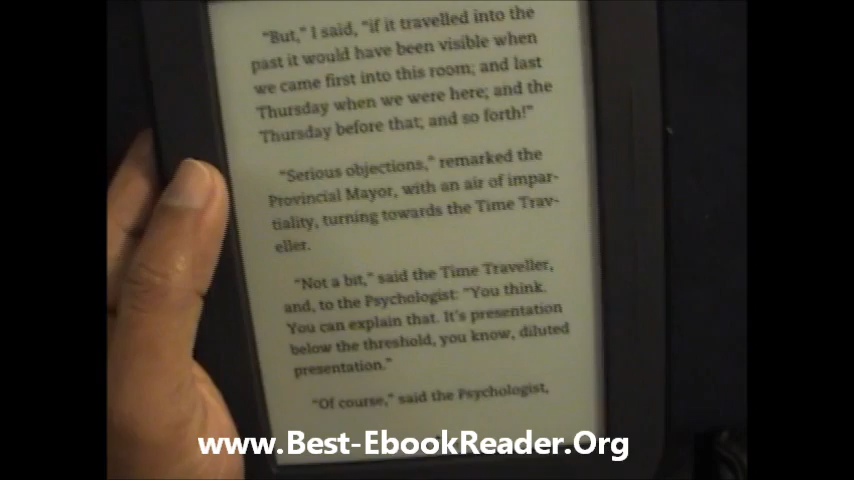 "But," I said, "if it travelled into the
past it would have been visible when
we came first into this room; and last
Thursday when we were here; and the
Thursday before that; and so forth!"
"Serious objections," remarked the
Provincial Mayor, with an air of impar-
tiality, turning towards the Time Trav-
eller.
"Not a bit," said the Time Traveller,
and, to the Psychologist: "You think.
You can explain that. It's presentation
below the threshold, you know, diluted
presentation."
"Of course," said the Psychologist,
www.Best-EbookReader.Org